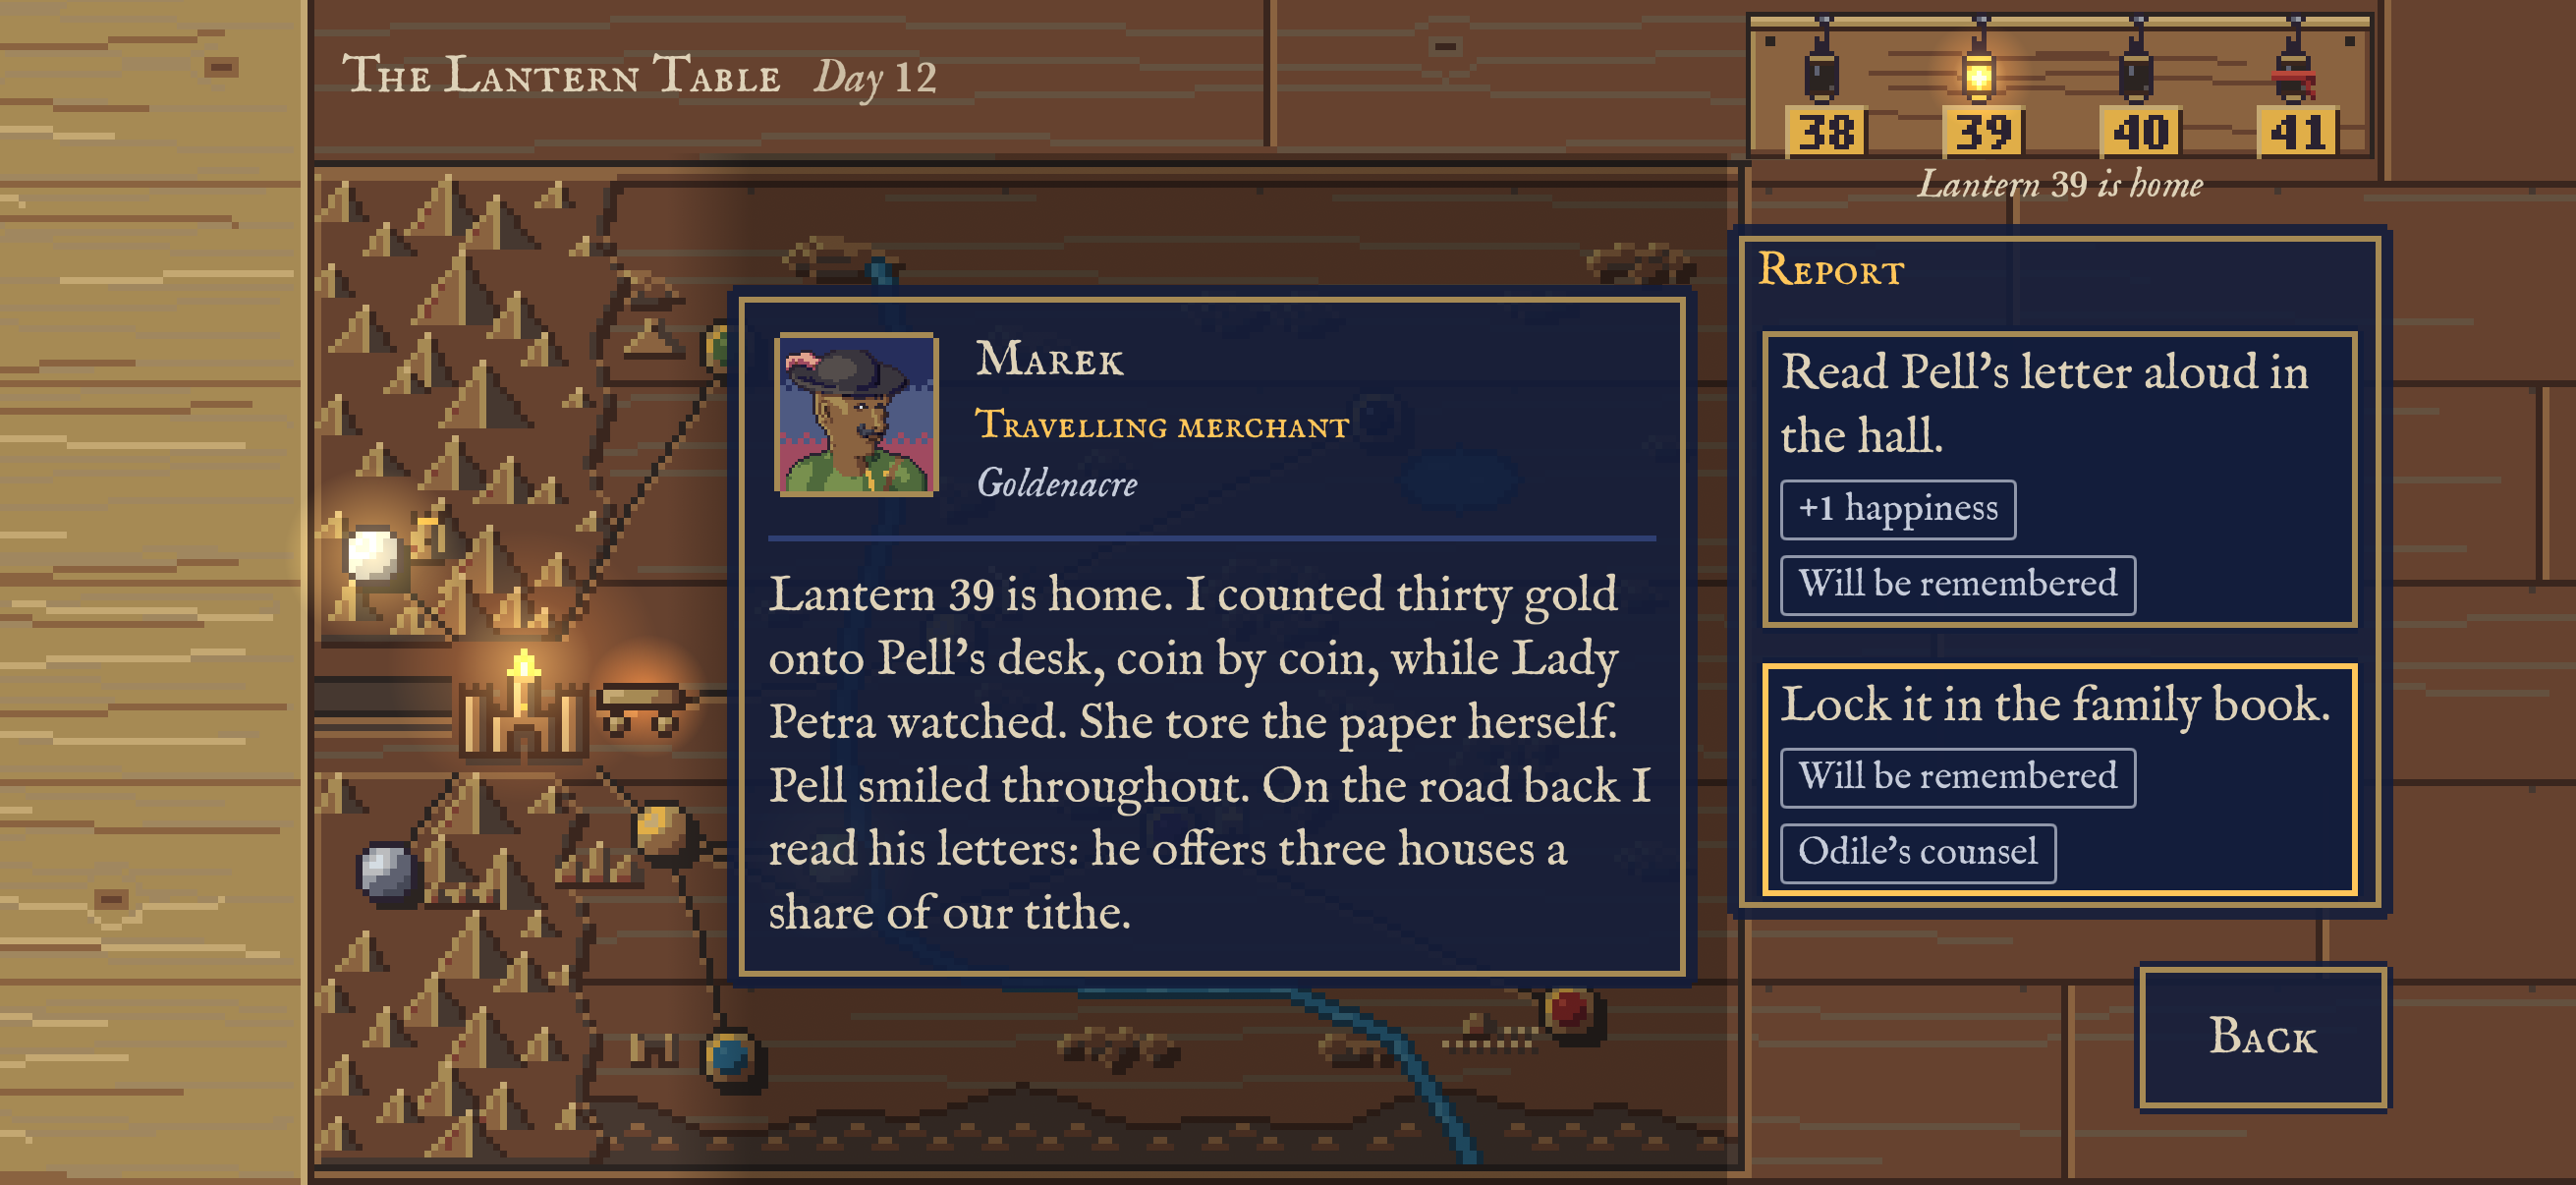 The Lantern Table Day 12
38 39 40 41
Lantern 39 is home
Marek
Travelling merchant
Goldenacre
Lantern 39 is home. I counted thirty gold
onto Pell's desk, coin by coin, while Lady
Petra watched. She tore the paper herself.
Pell smiled throughout. On the road back I
read his letters: he offers three houses a
share of our tithe.
Report
Read Pell's letter aloud in
the hall.
+1 happiness
Will be remembered
Lock it in the family book.
Will be remembered
Odile's counsel
Back